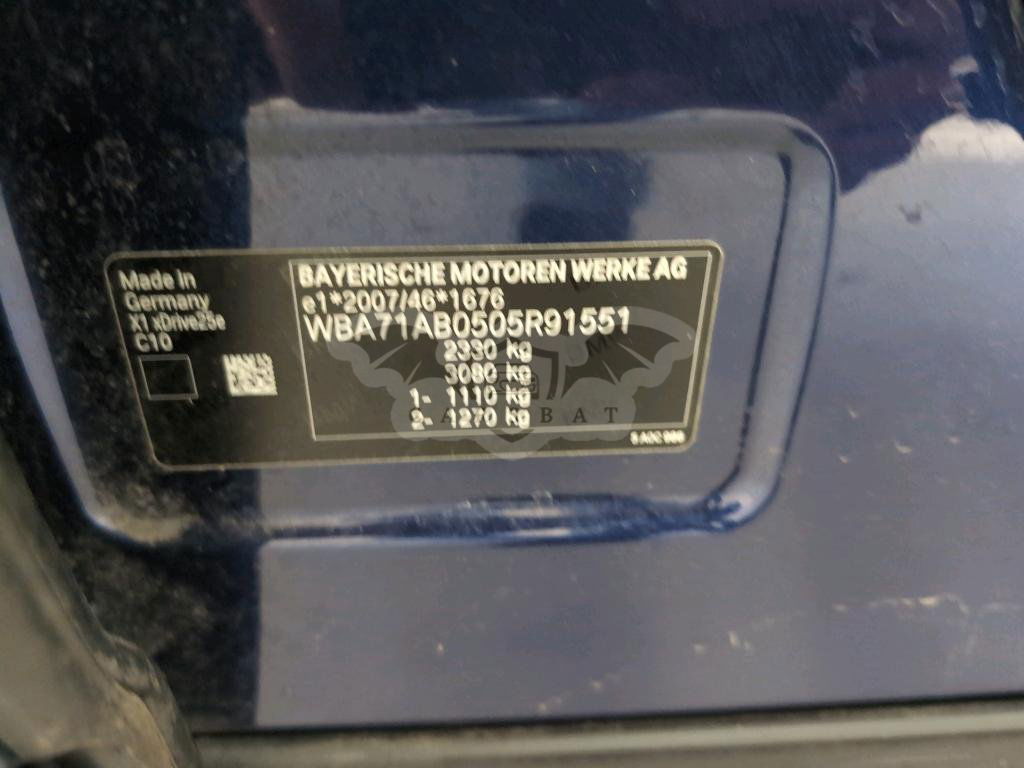 Made in
Germany
X1 xDrive25e
C10
BAYERISCHE MOTOREN WERKE AG
e1*2007/46*1676
WBA71AB0505R91551
2330 kg
3080 kg
1- 1110 kg
2- 1270 kg